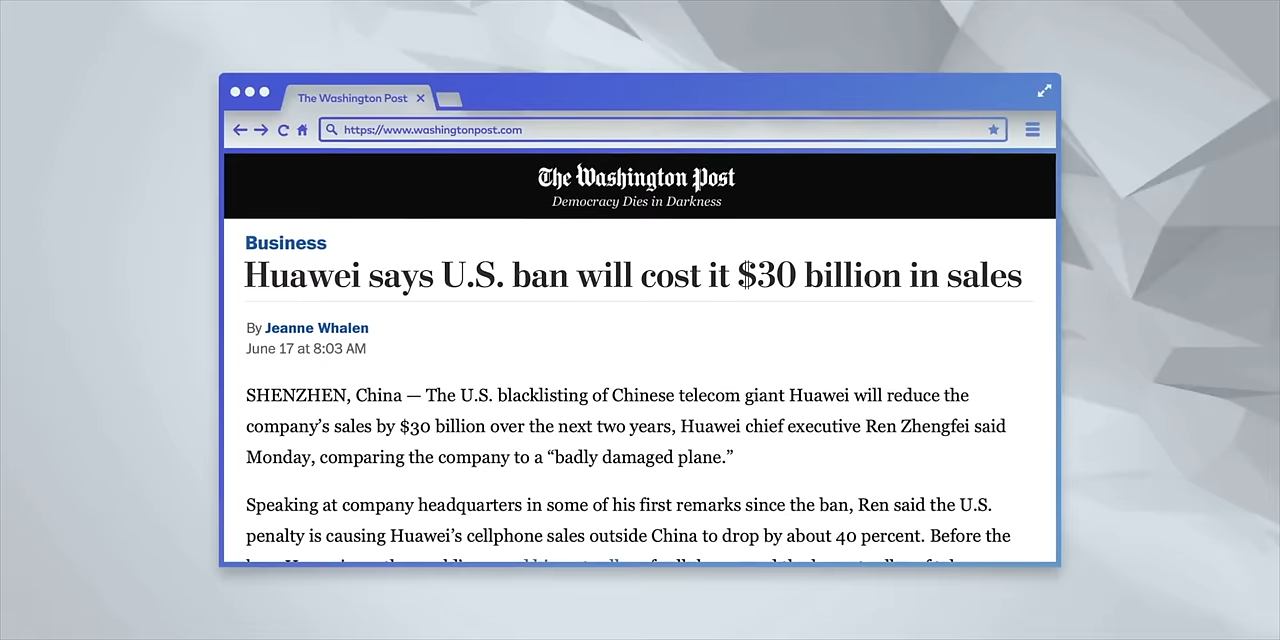 The Washington Post
https://www.washingtonpost.com
The Washington Post
Democracy Dies in Darkness
Business
Huawei says U.S. ban will cost it $30 billion in sales
By Jeanne Whalen
June 17 at 8:03 AM
SHENZHEN, China — The U.S. blacklisting of Chinese telecom giant Huawei will reduce the
company’s sales by $30 billion over the next two years, Huawei chief executive Ren Zhengfei said
Monday, comparing the company to a “badly damaged plane.”
Speaking at company headquarters in some of his first remarks since the ban, Ren said the U.S.
penalty is causing Huawei’s cellphone sales outside China to drop by about 40 percent. Before the